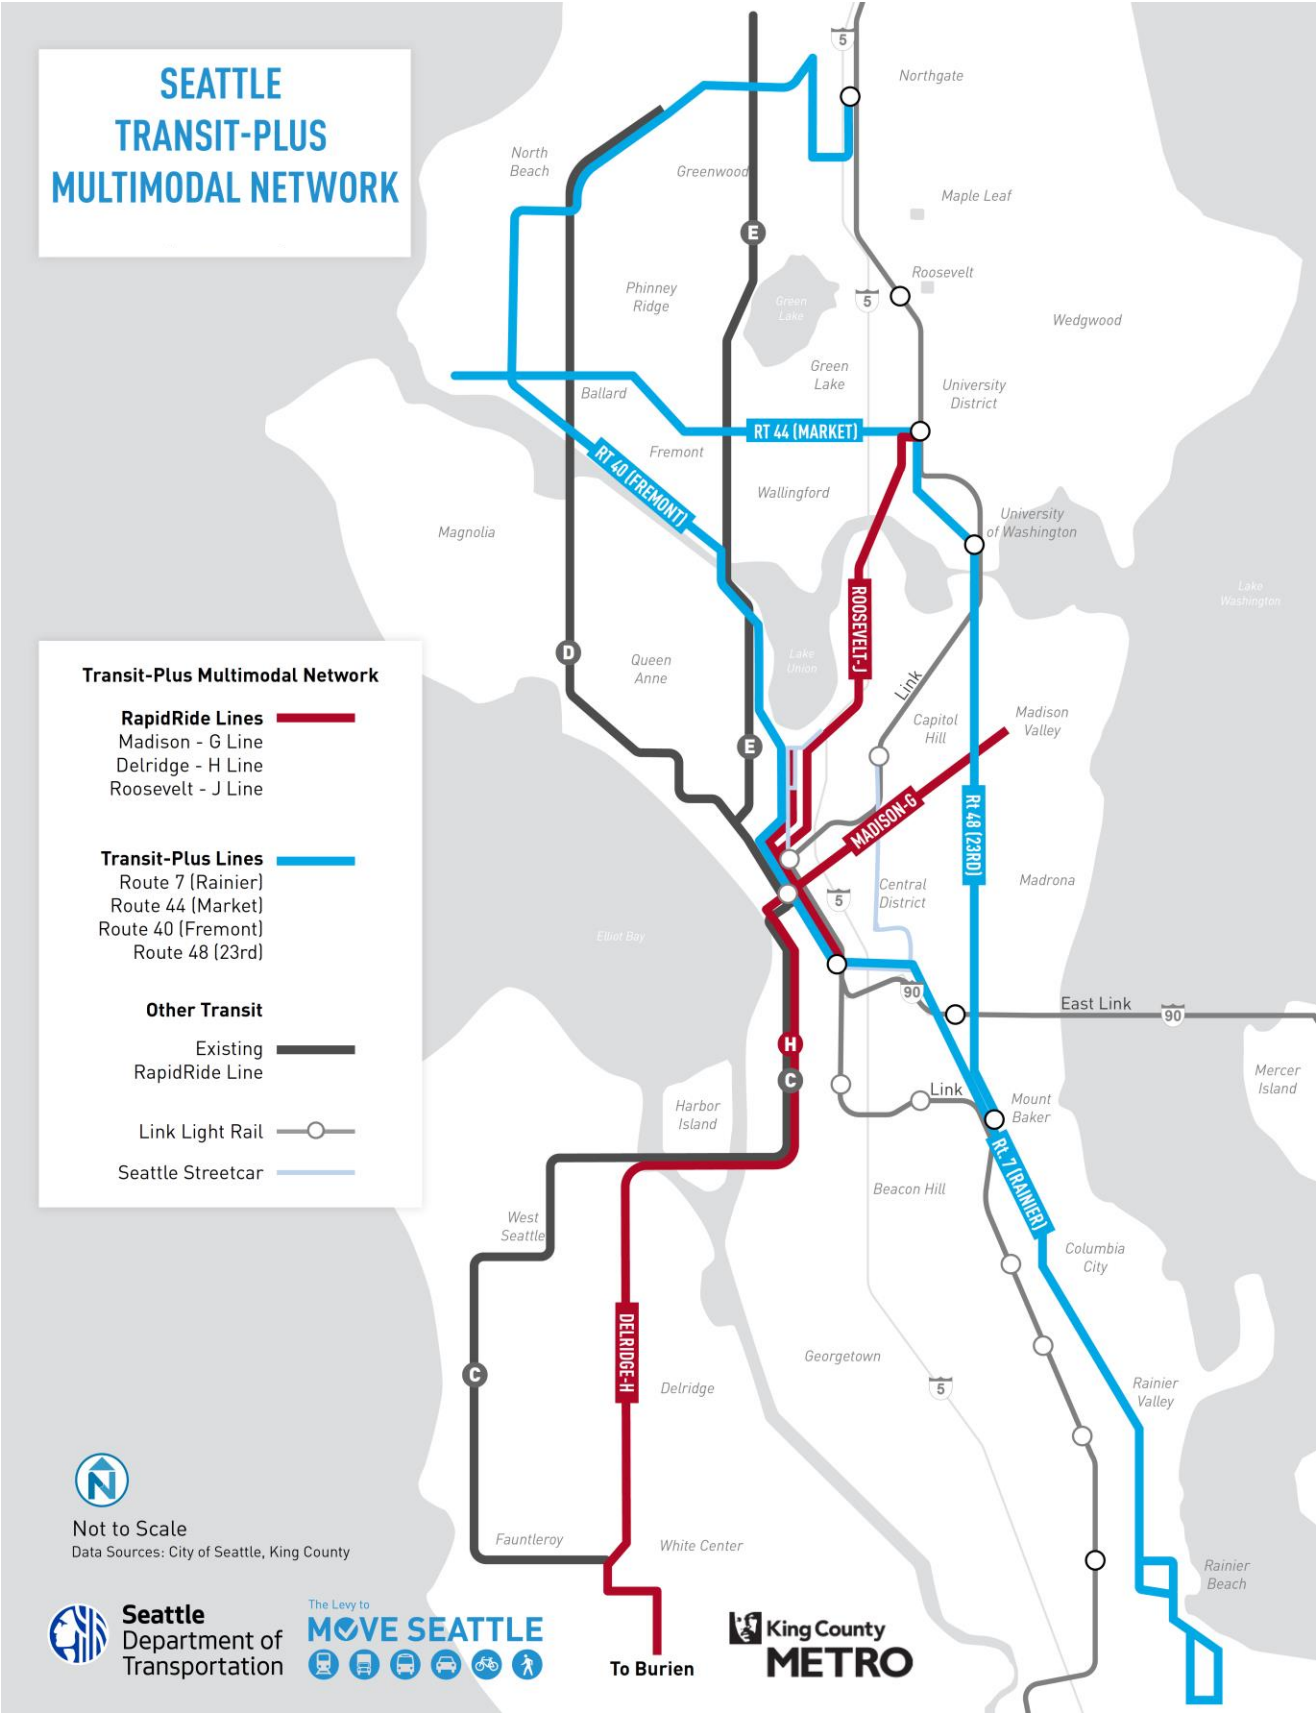 SEATTLE
TRANSIT-PLUS
MULTIMODAL NETWORK
5
Northgate
North
Beach
Greenwood
Maple Leaf
E
Roosevelt
Phinney
Ridge
Green
Lake
5
Wedgwood
Green
Lake
University
District
Ballard
RT 44 (MARKET)
Fremont
RT 40 (FREMONT)
Wallingford
Magnolia
University
of Washington
Lake
Washington
ROOSEVELT-J
D
Queen
Anne
Lake
Union
Link
Capitol
Hill
Madison
Valley
E
MADISON-G
Rt 48 (23RD)
Central
District
Madrona
5
Elliot Bay
90
East Link
90
H
C
Link
Mount
Baker
Mercer
Island
Harbor
Island
Rt. 7 (RAINIER)
Beacon Hill
West
Seattle
Columbia
City
DELRIDGE-H
Georgetown
C
Delridge
5
Rainier
Valley
Fauntleroy
White Center
Rainier
Beach
To Burien
Transit-Plus Multimodal Network
RapidRide Lines
Madison - G Line
Delridge - H Line
Roosevelt - J Line
Transit-Plus Lines
Route 7 (Rainier)
Route 44 (Market)
Route 40 (Fremont)
Route 48 (23rd)
Other Transit
Existing
RapidRide Line
Link Light Rail
Seattle Streetcar
N
Not to Scale
Data Sources: City of Seattle, King County
Seattle
Department of
Transportation
The Levy to
MOVE SEATTLE
King County
METRO